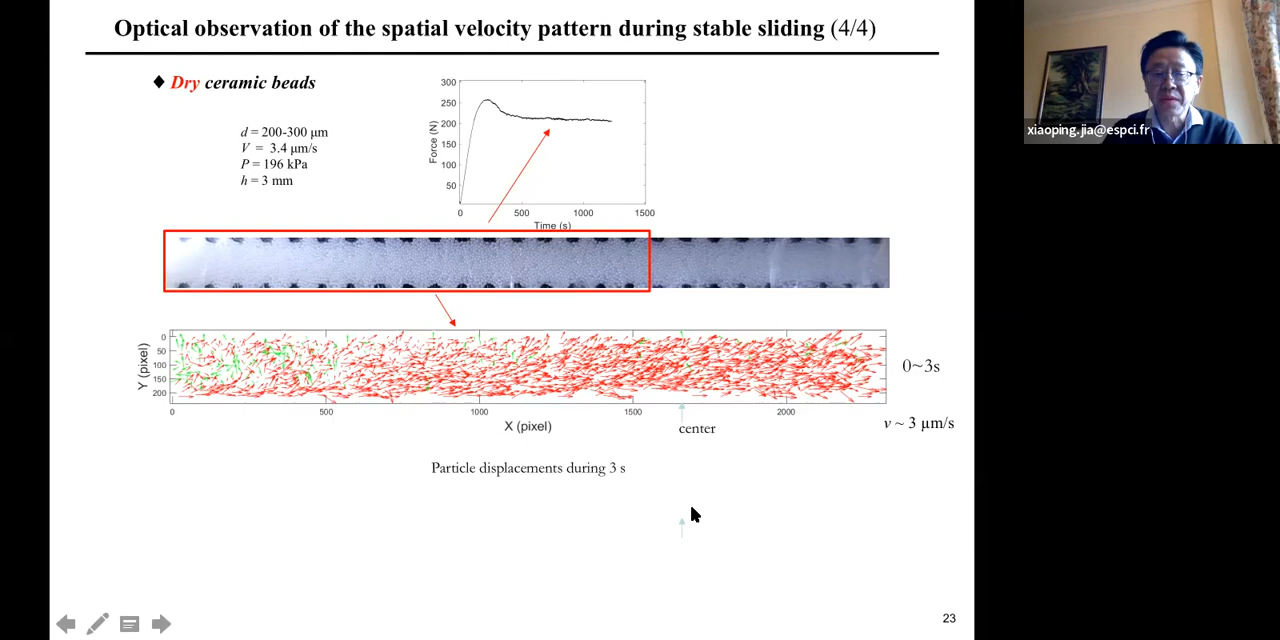 Optical observation of the spatial velocity pattern during stable sliding (4/4)
♦ Dry ceramic beads
d = 200-300 μm
V = 3.4 μm/s
P = 196 kPa
h = 3 mm
300
250
200
150
100
50
Force (N)
0 500 1000 1500
Time (s)
xiaoping.jia@espci.fr
0
50
100
150
200
Y (pixel)
0 500 1000 1500 2000
X (pixel)
center
0~3s
v ~ 3 μm/s
Particle displacements during 3 s
23